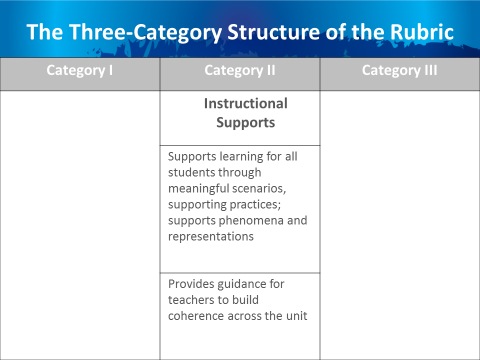 The Three-Category Structure of the Rubric
Category I
Category II
Category III
Instructional
Supports
Supports learning for all
students through
meaningful scenarios,
supporting practices;
supports phenomena and
representations
Provides guidance for
teachers to build
coherence across the unit